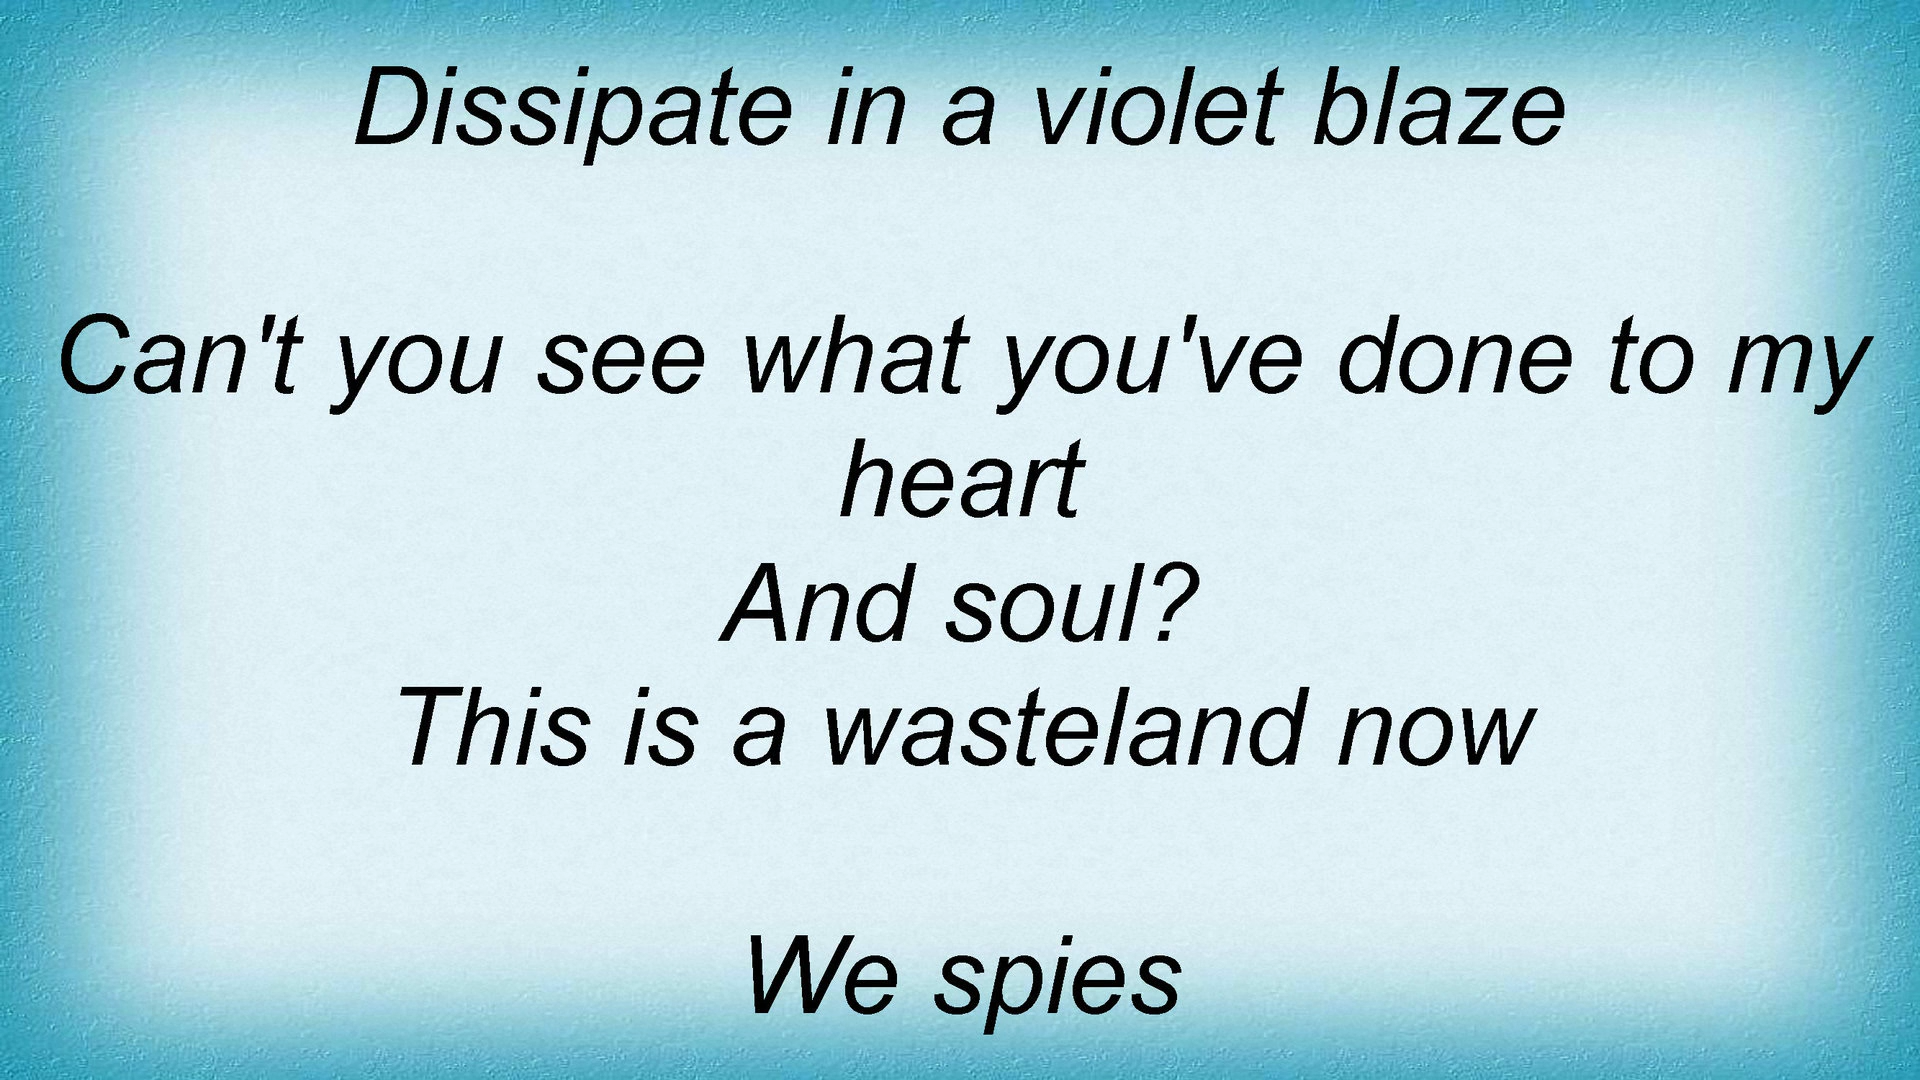 Dissipate in a violet blaze
Can't you see what you've done to my
heart
And soul?
This is a wasteland now
We spies